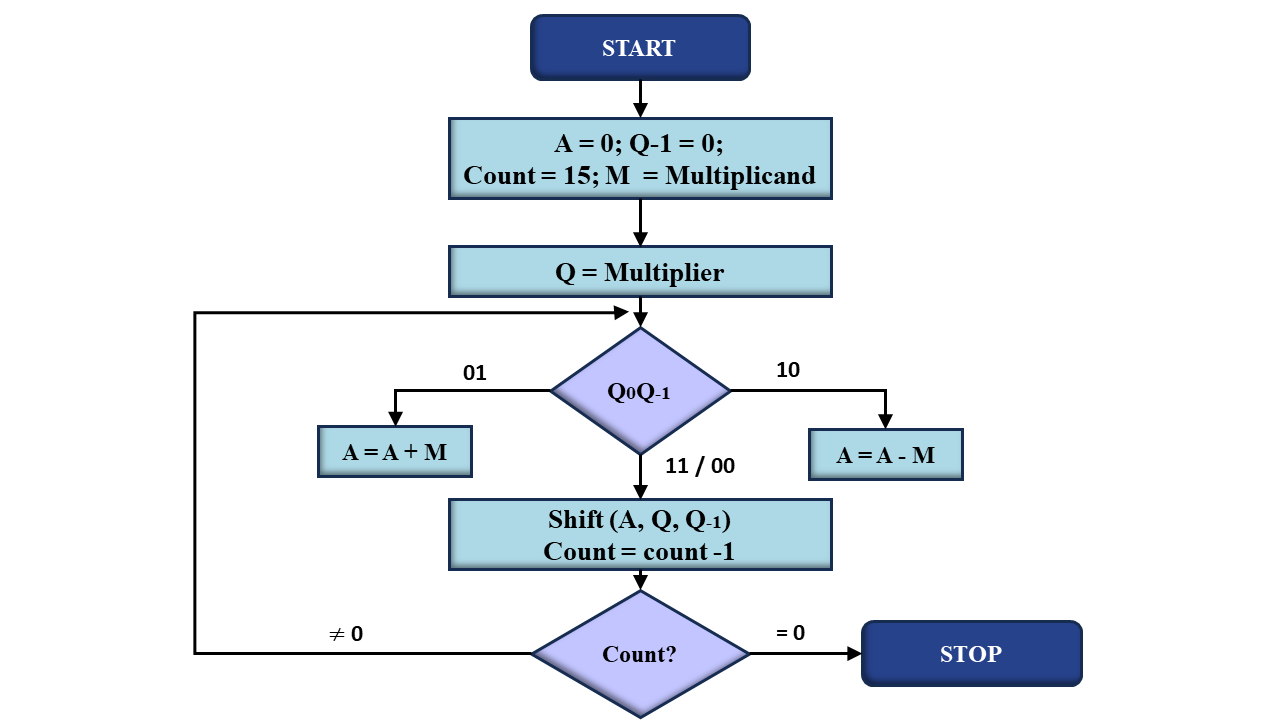 START
A = 0; Q-1 = 0;
Count = 15; M = Multiplicand
Q = Multiplier
01
10
Q₀Q₋₁
A = A + M
A = A - M
11 / 00
Shift (A, Q, Q₋₁)
Count = count -1
≠ 0
= 0
Count?
STOP